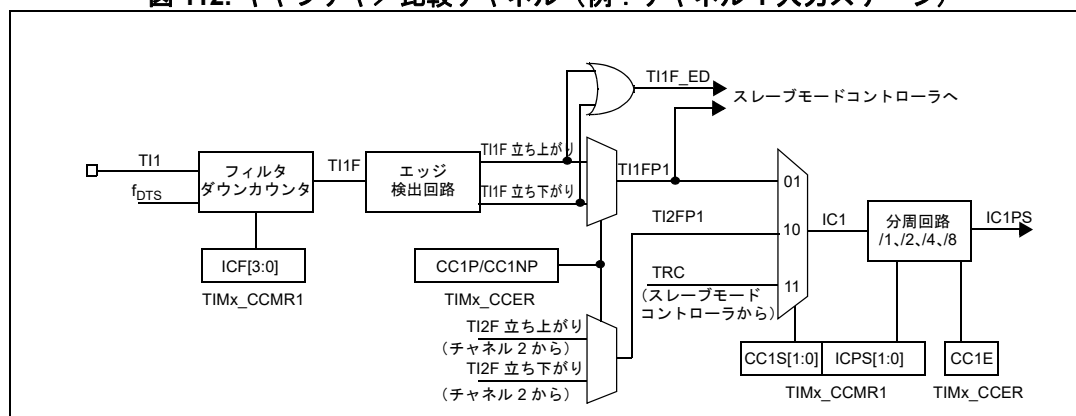 図 112. キャプチャ／比較チャネル（例：チャネル 1 入力ステージ）
TI1F_ED
スレーブモードコントローラへ
TI1
fDTS
フィルタ
ダウンカウンタ
TI1F
エッジ
検出回路
TI1F 立ち上がり
TI1F 立ち下がり
TI1FP1
01
TI2FP1
10
IC1
分周回路
/1、/2、/4、/8
IC1PS
ICF[3:0]
TIMx_CCMR1
CC1P/CC1NP
TIMx_CCER
TRC
11
（スレーブモード
コントローラから）
TI2F 立ち上がり
（チャネル 2 から）
TI2F 立ち下がり
（チャネル 2 から）
CC1S[1:0]
ICPS[1:0]
CC1E
TIMx_CCMR1
TIMx_CCER